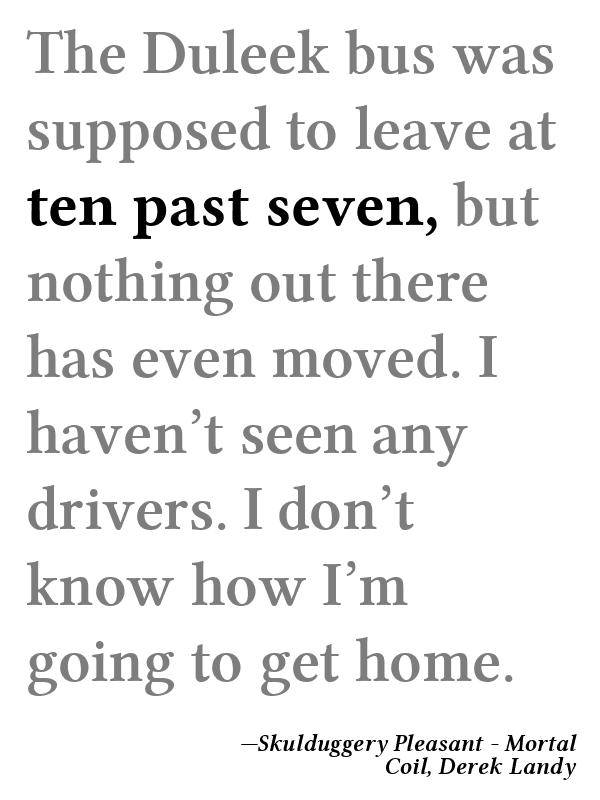 The Duleek bus was
supposed to leave at
ten past seven, but
nothing out there
has even moved. I
haven’t seen any
drivers. I don’t
know how I’m
going to get home.
—Skulduggery Pleasant - Mortal
Coil, Derek Landy